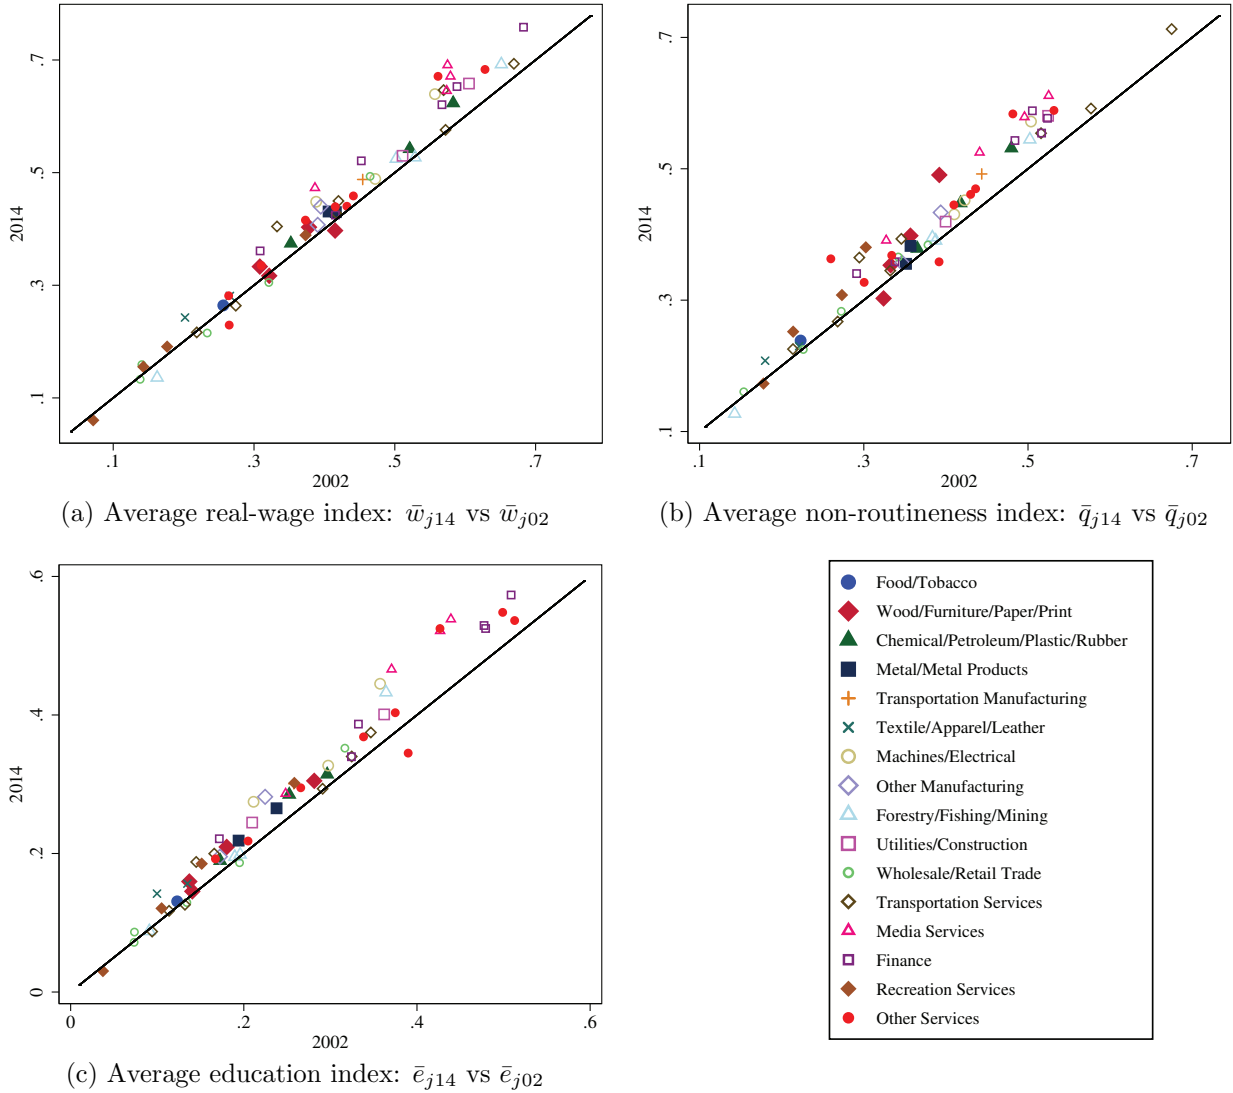 .7
.5
.3
.1
2014
.1 .3 .5 .7
2002
(a) Average real-wage index: w̄j14 vs w̄j02
.7
.5
.3
.1
2014
.1 .3 .5 .7
2002
(b) Average non-routineness index: q̄j14 vs q̄j02
.6
.4
.2
0
2014
0 .2 .4 .6
2002
(c) Average education index: ēj14 vs ēj02
Food/Tobacco
Wood/Furniture/Paper/Print
Chemical/Petroleum/Plastic/Rubber
Metal/Metal Products
Transportation Manufacturing
Textile/Apparel/Leather
Machines/Electrical
Other Manufacturing
Forestry/Fishing/Mining
Utilities/Construction
Wholesale/Retail Trade
Transportation Services
Media Services
Finance
Recreation Services
Other Services